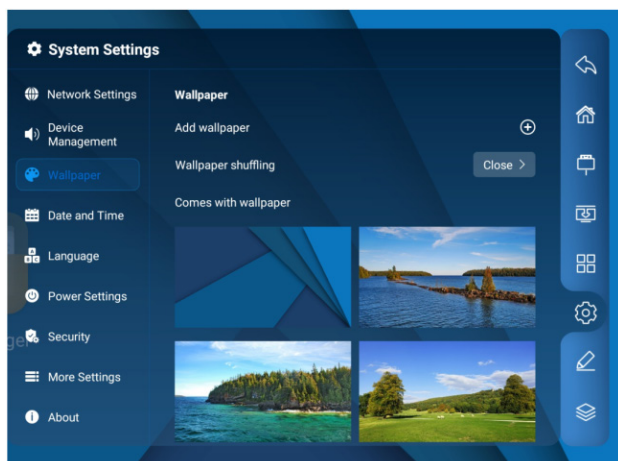 System Settings
Network Settings
Device
Management
Wallpaper
Date and Time
Language
Power Settings
Security
More Settings
About
Wallpaper
Add wallpaper
Wallpaper shuffling
Close >
Comes with wallpaper